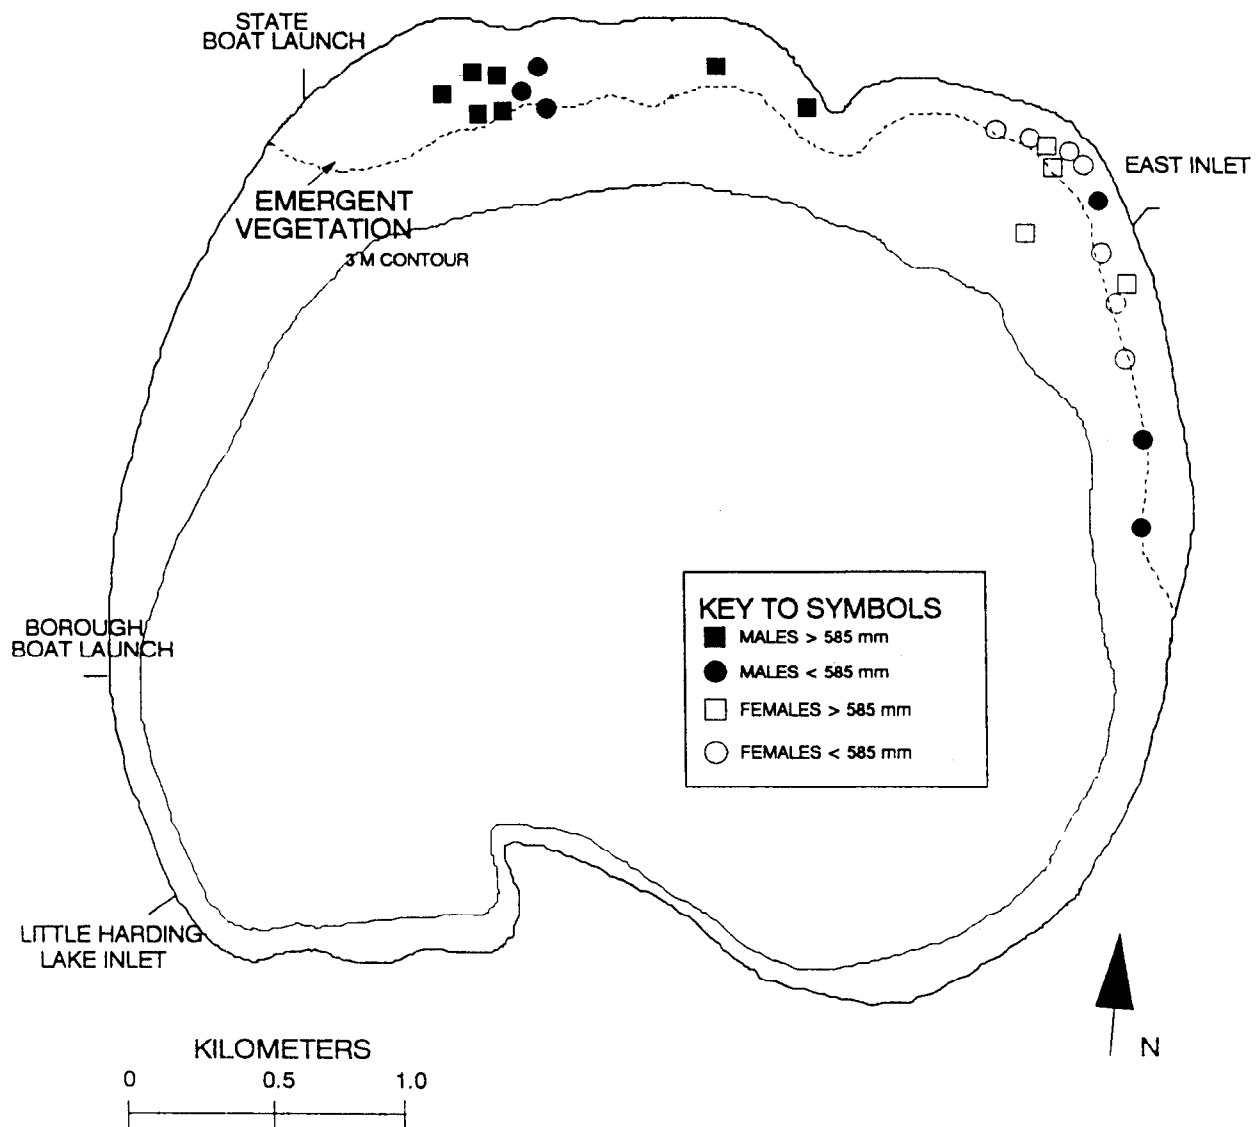 STATE
BOAT LAUNCH
EAST INLET
EMERGENT
VEGETATION
3 M CONTOUR
KEY TO SYMBOLS
MALES > 585 mm
MALES < 585 mm
FEMALES > 585 mm
FEMALES < 585 mm
BOROUGH
BOAT LAUNCH
LITTLE HARDING
LAKE INLET
N
KILOMETERS
0 0.5 1.0